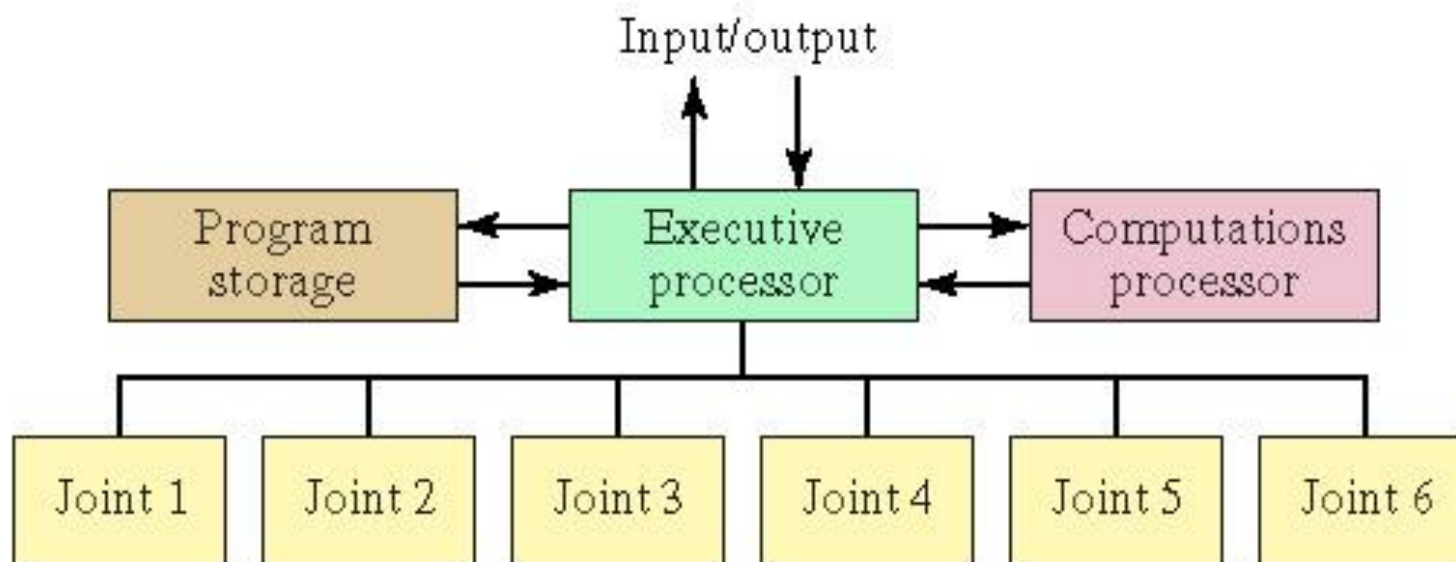 Input/output
Program
storage
Executive
processor
Computations
processor
Joint 1
Joint 2
Joint 3
Joint 4
Joint 5
Joint 6